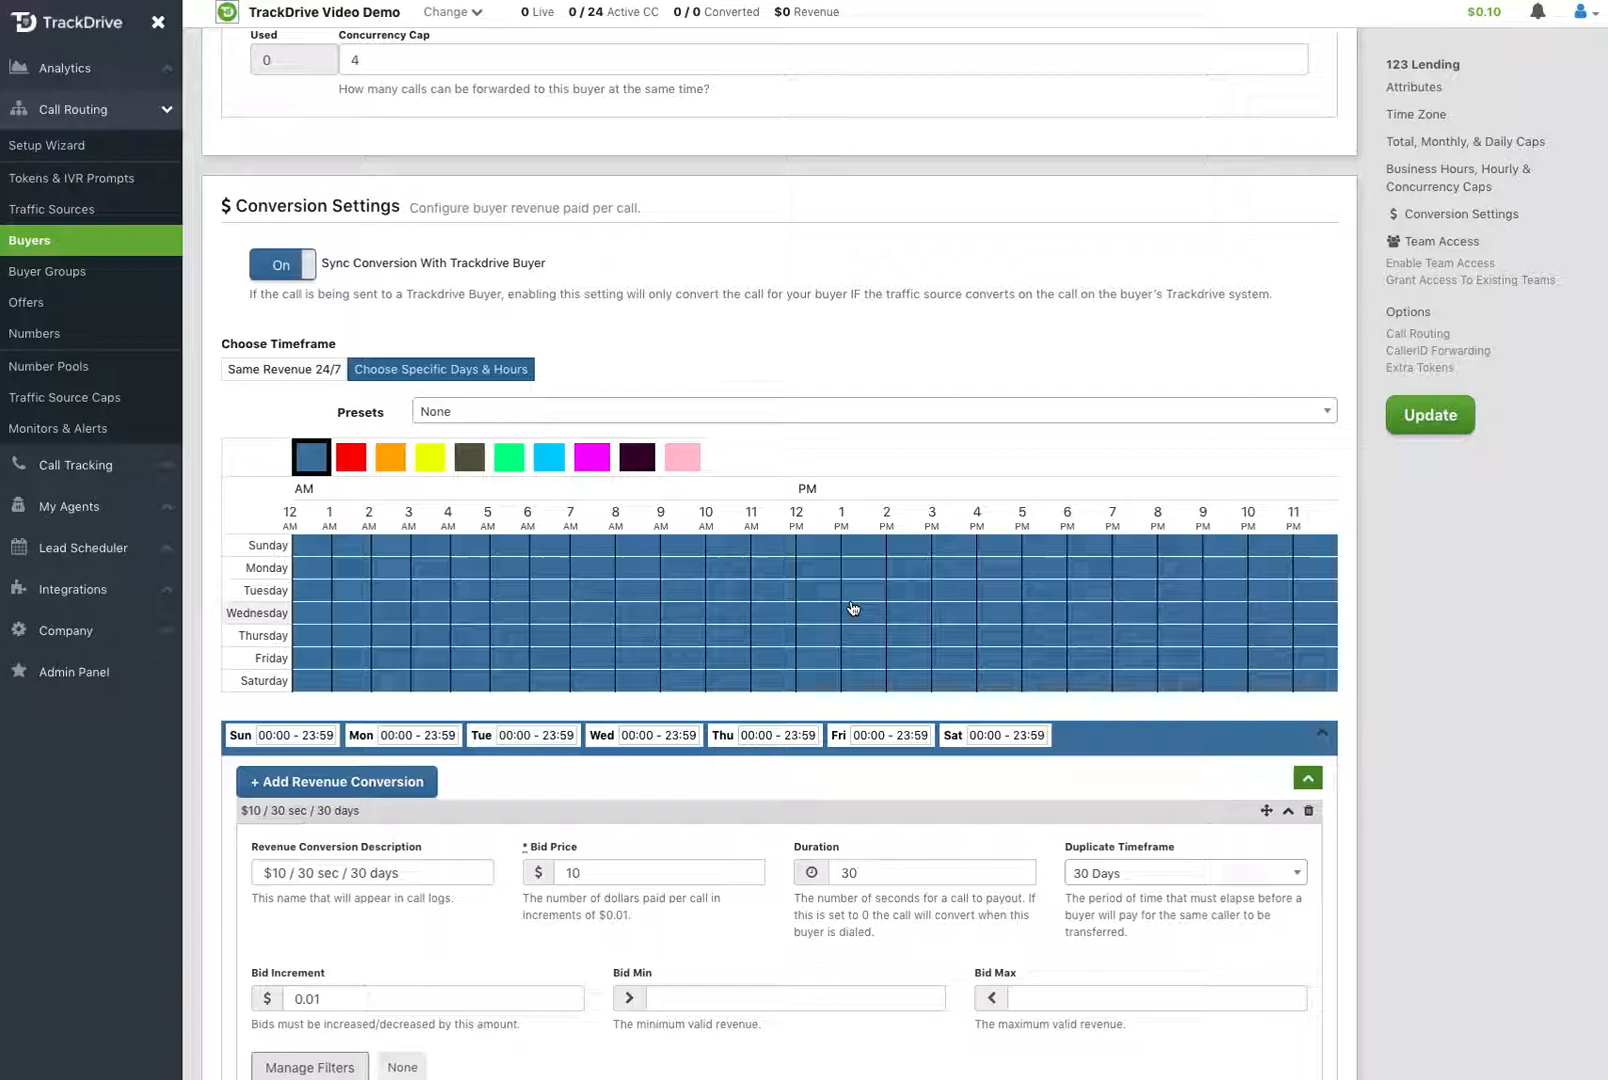 TrackDrive
TrackDrive Video Demo Change 0 Live 0 / 24 Active CC 0 / 0 Converted $0 Revenue $0.10
Analytics
Call Routing
Setup Wizard
Tokens & IVR Prompts
Traffic Sources
Buyers
Buyer Groups
Offers
Numbers
Number Pools
Traffic Source Caps
Monitors & Alerts
Call Tracking
My Agents
Lead Scheduler
Integrations
Company
Admin Panel
Used Concurrency Cap
0 4
How many calls can be forwarded to this buyer at the same time?
$ Conversion Settings Configure buyer revenue paid per call.
On Sync Conversion With Trackdrive Buyer
If the call is being sent to a Trackdrive Buyer, enabling this setting will only convert the call for your buyer IF the traffic source converts on the call on the buyer's Trackdrive system.
Choose Timeframe
Same Revenue 24/7 Choose Specific Days & Hours
Presets None
AM PM
12 1 2 3 4 5 6 7 8 9 10 11 12 1 2 3 4 5 6 7 8 9 10 11
AM AM AM AM AM AM AM AM AM AM AM AM PM PM PM PM PM PM PM PM PM PM PM PM
Sunday
Monday
Tuesday
Wednesday
Thursday
Friday
Saturday
Sun 00:00 - 23:59 Mon 00:00 - 23:59 Tue 00:00 - 23:59 Wed 00:00 - 23:59 Thu 00:00 - 23:59 Fri 00:00 - 23:59 Sat 00:00 - 23:59
+ Add Revenue Conversion
$10 / 30 sec / 30 days
Revenue Conversion Description
$10 / 30 sec / 30 days
This name that will appear in call logs.
* Bid Price
$ 10
The number of dollars paid per call in
increments of $0.01.
Duration
30
The number of seconds for a call to payout. If
this is set to 0 the call will convert when this
buyer is dialed.
Duplicate Timeframe
30 Days
The period of time that must elapse before a
buyer will pay for the same caller to be
transferred.
Bid Increment
$ 0.01
Bids must be increased/decreased by this amount.
Bid Min
>
The minimum valid revenue.
Bid Max
<
The maximum valid revenue.
Manage Filters None
123 Lending
Attributes
Time Zone
Total, Monthly, & Daily Caps
Business Hours, Hourly &
Concurrency Caps
$ Conversion Settings
Team Access
Enable Team Access
Grant Access To Existing Teams
Options
Call Routing
CallerID Forwarding
Extra Tokens
Update